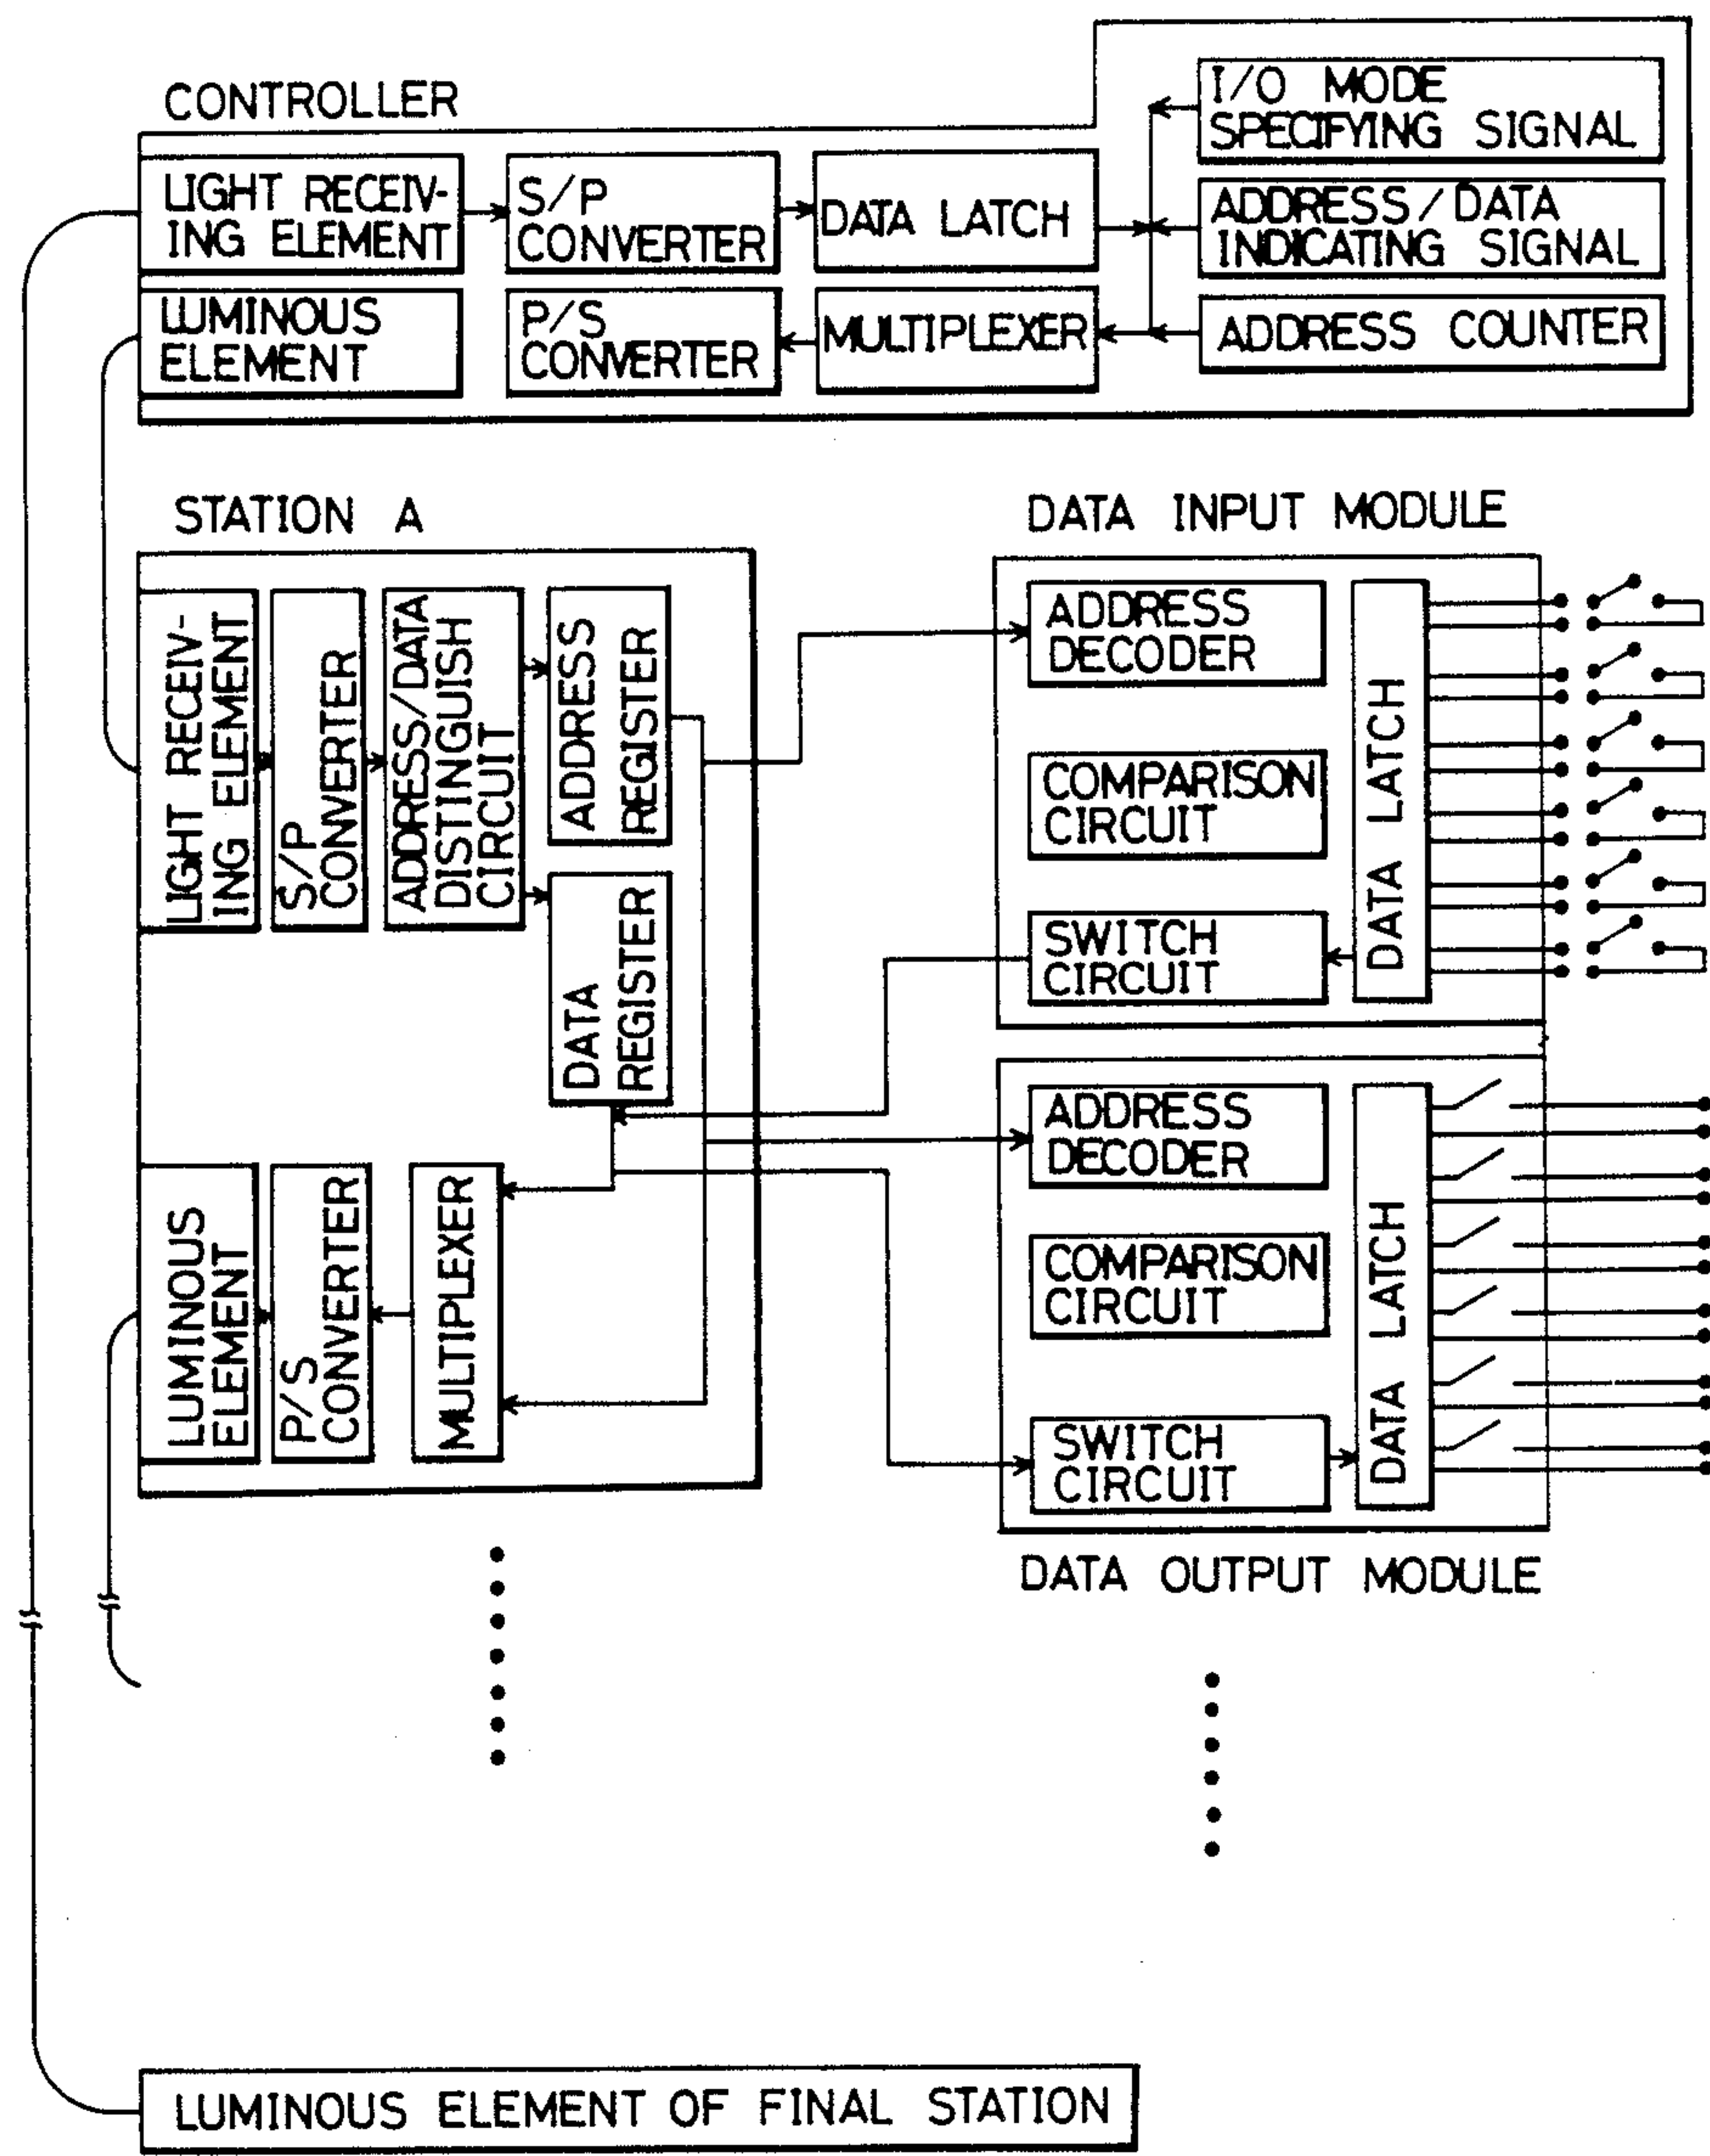 CONTROLLER
I/O MODE
SPECIFYING SIGNAL
LIGHT RECEIV-
ING ELEMENT
S/P
CONVERTER
DATA LATCH
ADDRESS/DATA
INDICATING SIGNAL
LUMINOUS
ELEMENT
P/S
CONVERTER
MULTIPLEXER
ADDRESS COUNTER
STATION A
LIGHT RECEIV-
ING ELEMENT
S/P
CONVERTER
ADDRESS/DATA
DISTINGUISH
CIRCUIT
ADDRESS
REGISTER
DATA
REGISTER
LUMINOUS
ELEMENT
P/S
CONVERTER
MULTIPLEXER
DATA INPUT MODULE
ADDRESS
DECODER
COMPARISON
CIRCUIT
SWITCH
CIRCUIT
DATA LATCH
ADDRESS
DECODER
COMPARISON
CIRCUIT
SWITCH
CIRCUIT
DATA LATCH
DATA OUTPUT MODULE
LUMINOUS ELEMENT OF FINAL STATION